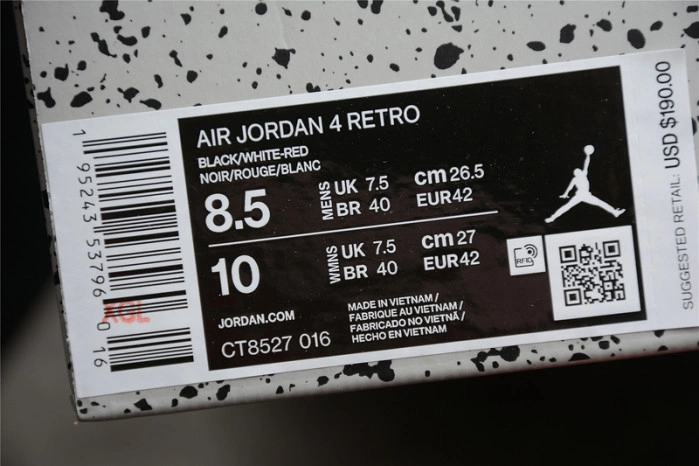 AIR JORDAN 4 RETRO
BLACK/WHITE-RED
NOIR/ROUGE/BLANC
8.5
MENS
UK 7.5
cm 26.5
BR 40
EUR42
10
WMNS
UK 7.5
cm 27
BR 40
EUR42
RFID
JORDAN.COM
CT8527 016
MADE IN VIETNAM /
FABRIQUE AU VIETNAM /
FABRICADO NO VIETNÃ /
HECHO EN VIETNAM
1 95243 53796 0 16
XQL
SUGGESTED RETAIL: USD $190.00